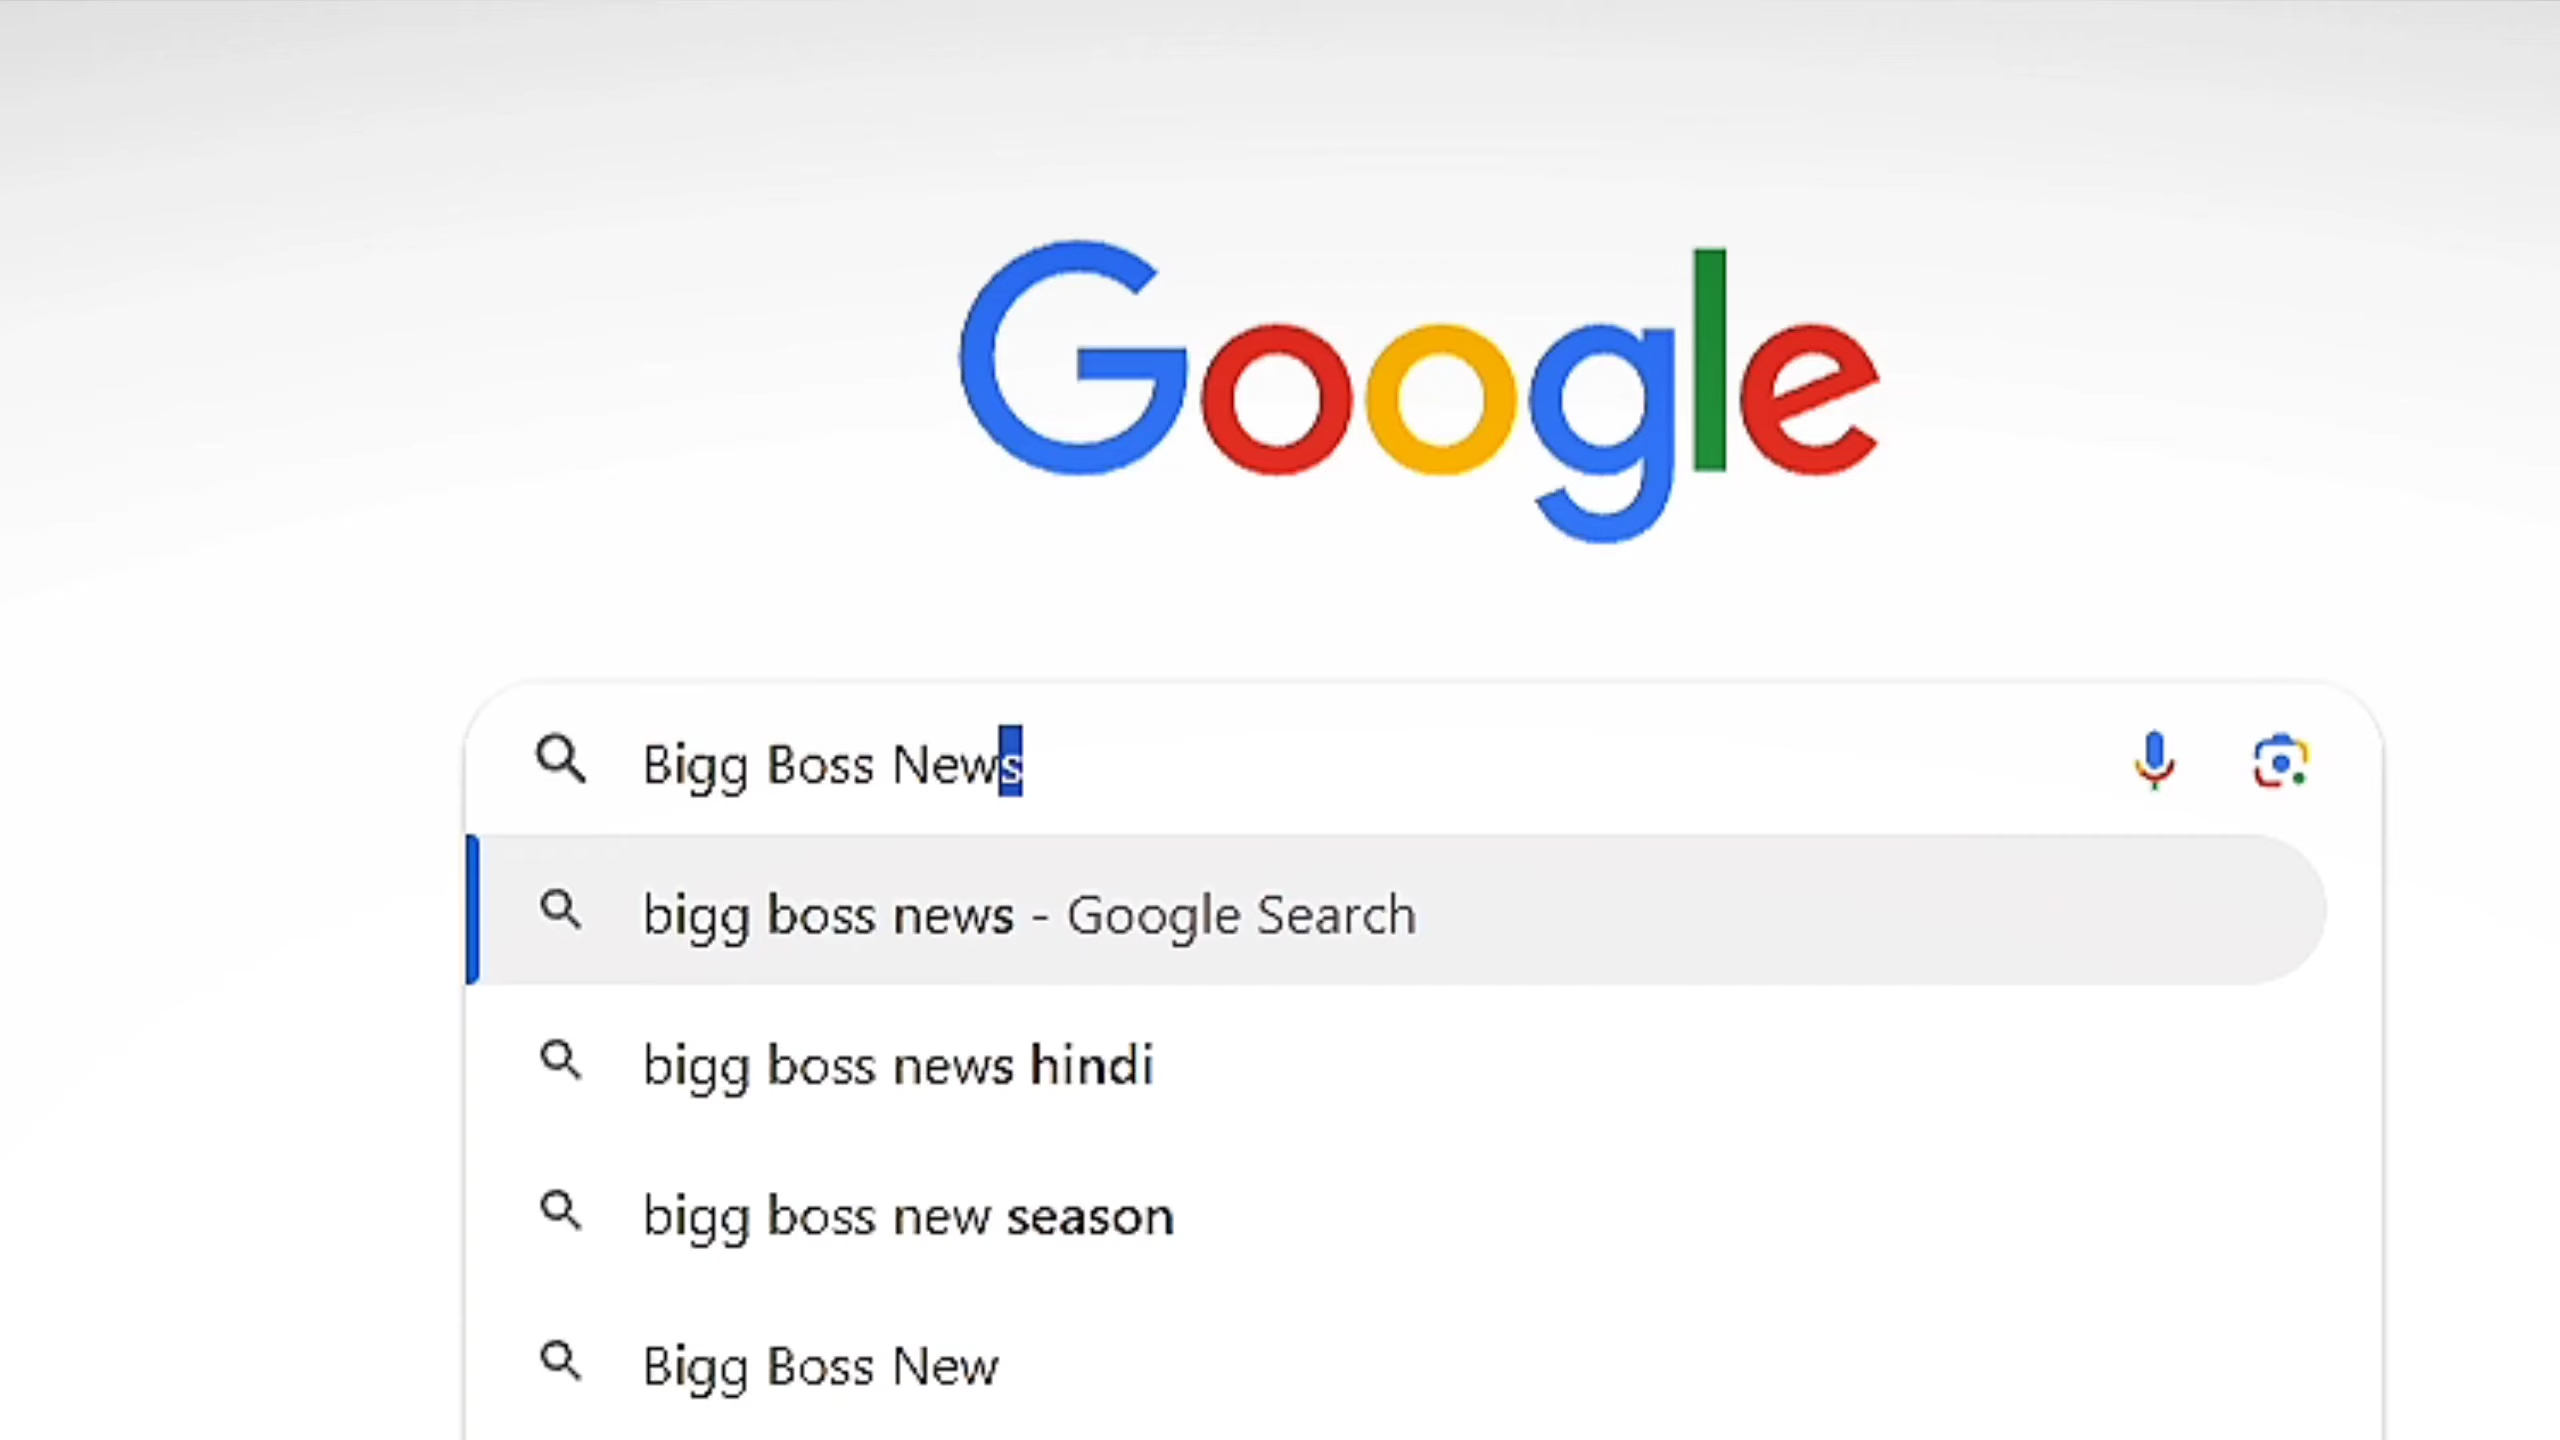 Google
Bigg Boss News
bigg boss news - Google Search
bigg boss news hindi
bigg boss new season
Bigg Boss New